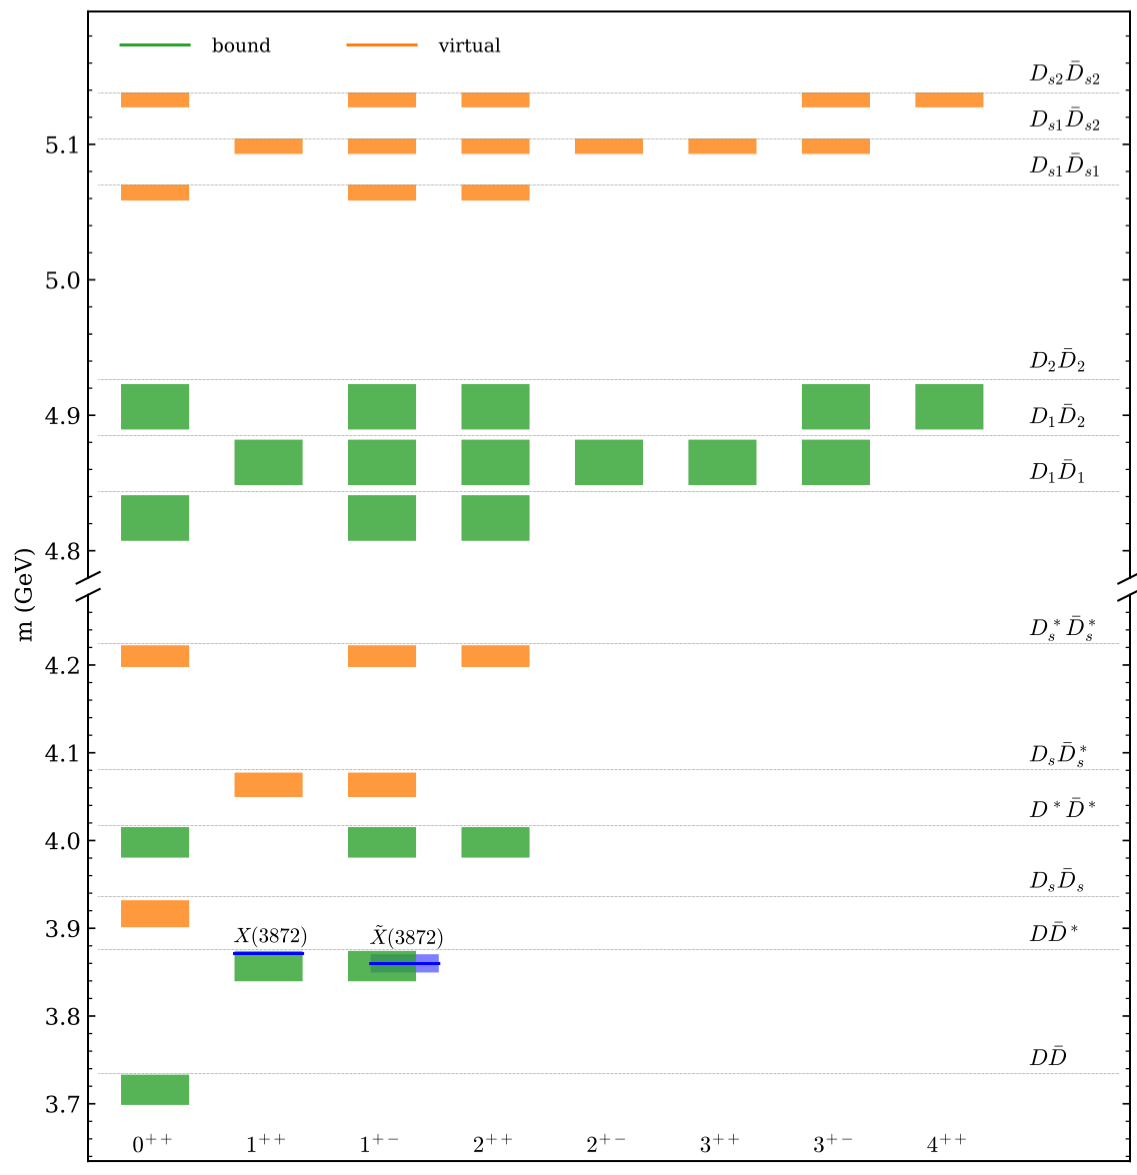 bound virtual
D_{s2}\bar{D}_{s2}
D_{s1}\bar{D}_{s2}
5.1
D_{s1}\bar{D}_{s1}
5.0
D_2\bar{D}_2
4.9
D_1\bar{D}_2
D_1\bar{D}_1
4.8
m (GeV)
D_s^*\bar{D}_s^*
4.2
4.1
D_s\bar{D}_s^*
D^*\bar{D}^*
4.0
D_s\bar{D}_s
3.9
X(3872) \tilde{X}(3872)
D\bar{D}^*
3.8
D\bar{D}
3.7
0^{++} 1^{++} 1^{+-} 2^{++} 2^{+-} 3^{++} 3^{+-} 4^{++}